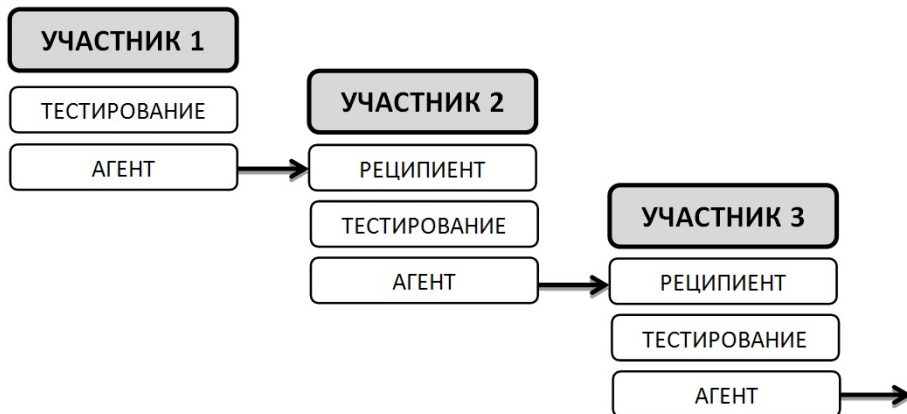 УЧАСТНИК 1
ТЕСТИРОВАНИЕ
АГЕНТ
УЧАСТНИК 2
РЕЦИПИЕНТ
ТЕСТИРОВАНИЕ
АГЕНТ
УЧАСТНИК 3
РЕЦИПИЕНТ
ТЕСТИРОВАНИЕ
АГЕНТ